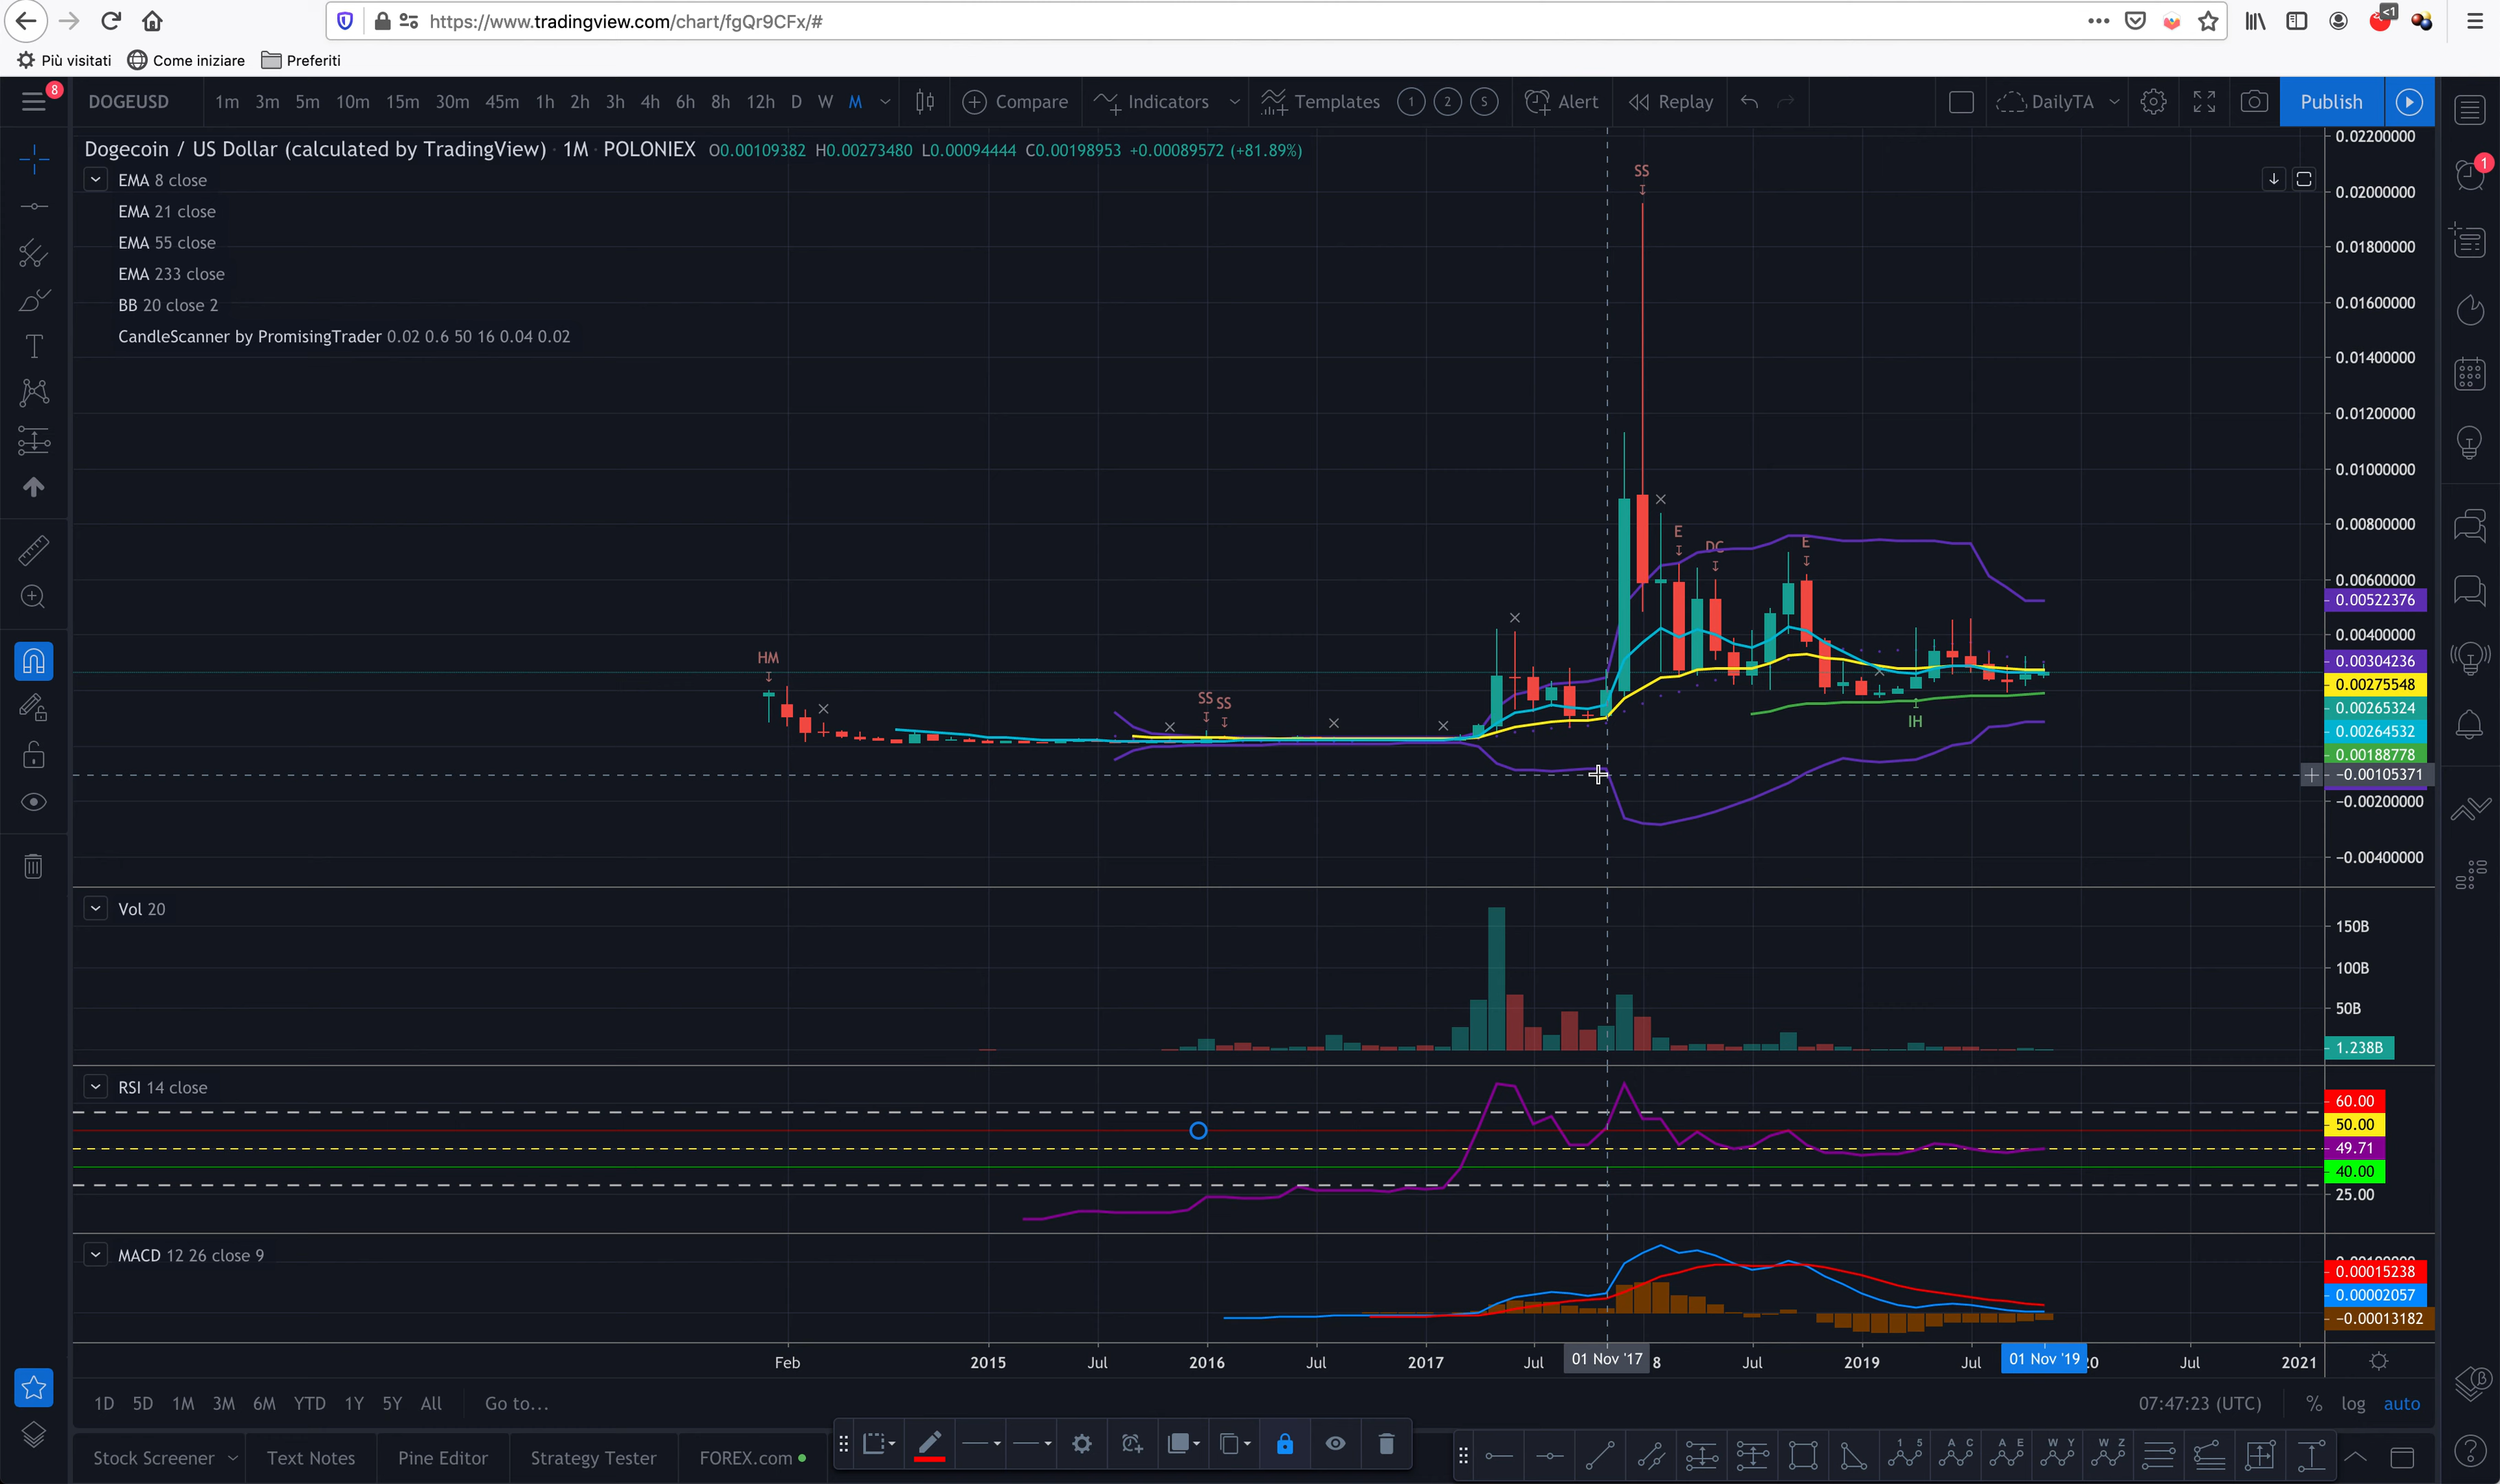 https://www.tradingview.com/chart/fgQr9CFx/#
<1
Più visitati Come iniziare Preferiti
8
DOGEUSD 1m 3m 5m 10m 15m 30m 45m 1h 2h 3h 4h 6h 8h 12h D W M Compare Indicators Templates 1 2 S Alert Replay DailyTA Publish
Dogecoin / US Dollar (calculated by TradingView) · 1M · POLONIEX O0.00109382 H0.00273480 L0.00094444 C0.00198953 +0.00089572 (+81.89%)
EMA 8 close
EMA 21 close
EMA 55 close
EMA 233 close
BB 20 close 2
CandleScanner by PromisingTrader 0.02 0.6 50 16 0.04 0.02
1
0.02200000
0.02000000
0.01800000
0.01600000
0.01400000
0.01200000
0.01000000
0.00800000
0.00600000
0.00522376
0.00400000
0.00304236
0.00275548
0.00265324
0.00264532
0.00188778
−0.00105371
−0.00200000
−0.00400000
SS
E
DC
E
HM
SS
SS
IH
Vol 20
150B
100B
50B
1.238B
RSI 14 close
60.00
50.00
49.71
40.00
25.00
MACD 12 26 close 9
0.00015238
0.00002057
−0.00013182
Feb 2015 Jul 2016 Jul 2017 Jul 01 Nov '17 8 Jul 2019 Jul 01 Nov '19 20 Jul 2021
1D 5D 1M 3M 6M YTD 1Y 5Y All Go to... 07:47:23 (UTC) % log auto
Stock Screener Text Notes Pine Editor Strategy Tester FOREX.com
1 5 A C A E W Y W Z